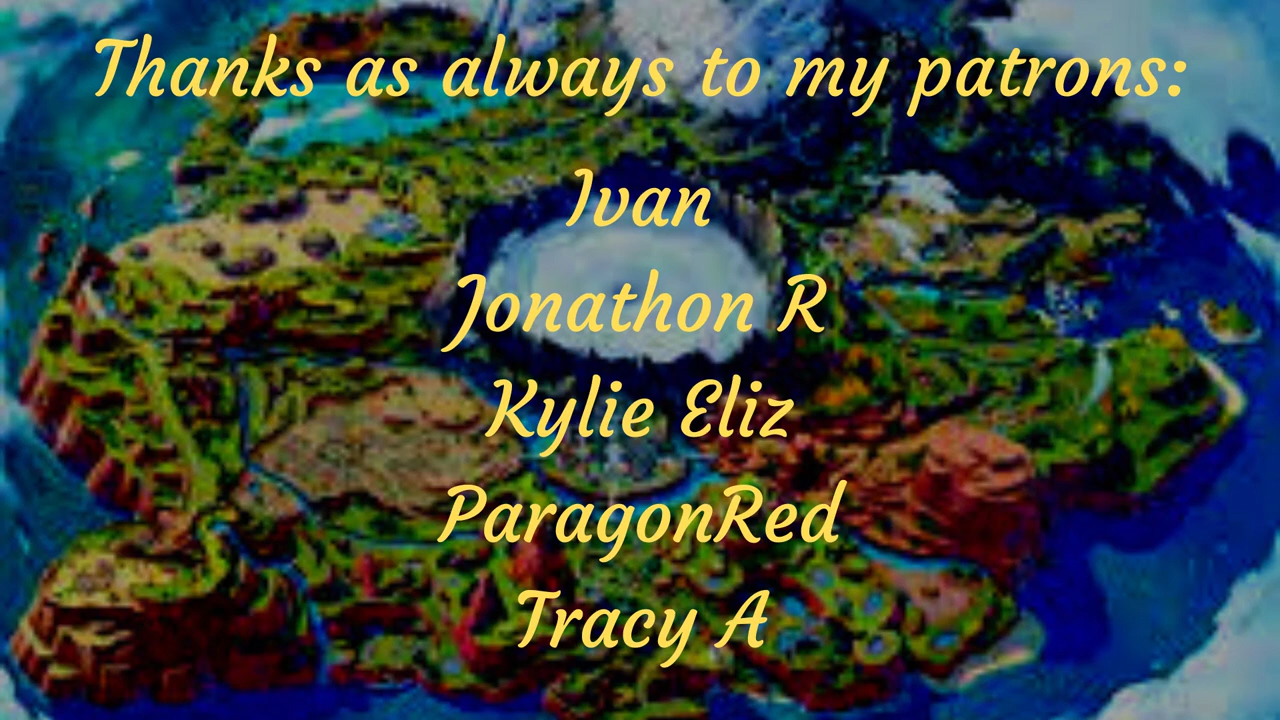 Thanks as always to my patrons:
Ivan
Jonathon R
Kylie Eliz
ParagonRed
Tracy A